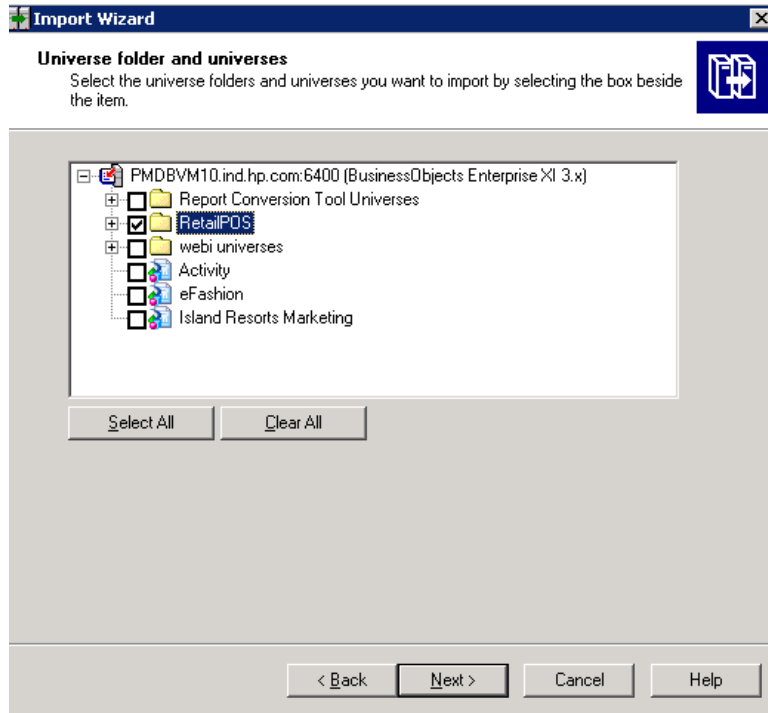 Import Wizard
Universe folder and universes
Select the universe folders and universes you want to import by selecting the box beside
the item.
PMDBVM10.ind.hp.com:6400 (BusinessObjects Enterprise XI 3.x)
Report Conversion Tool Universes
RetailPOS
webi universes
Activity
eFashion
Island Resorts Marketing
Select All Clear All
< Back Next > Cancel Help